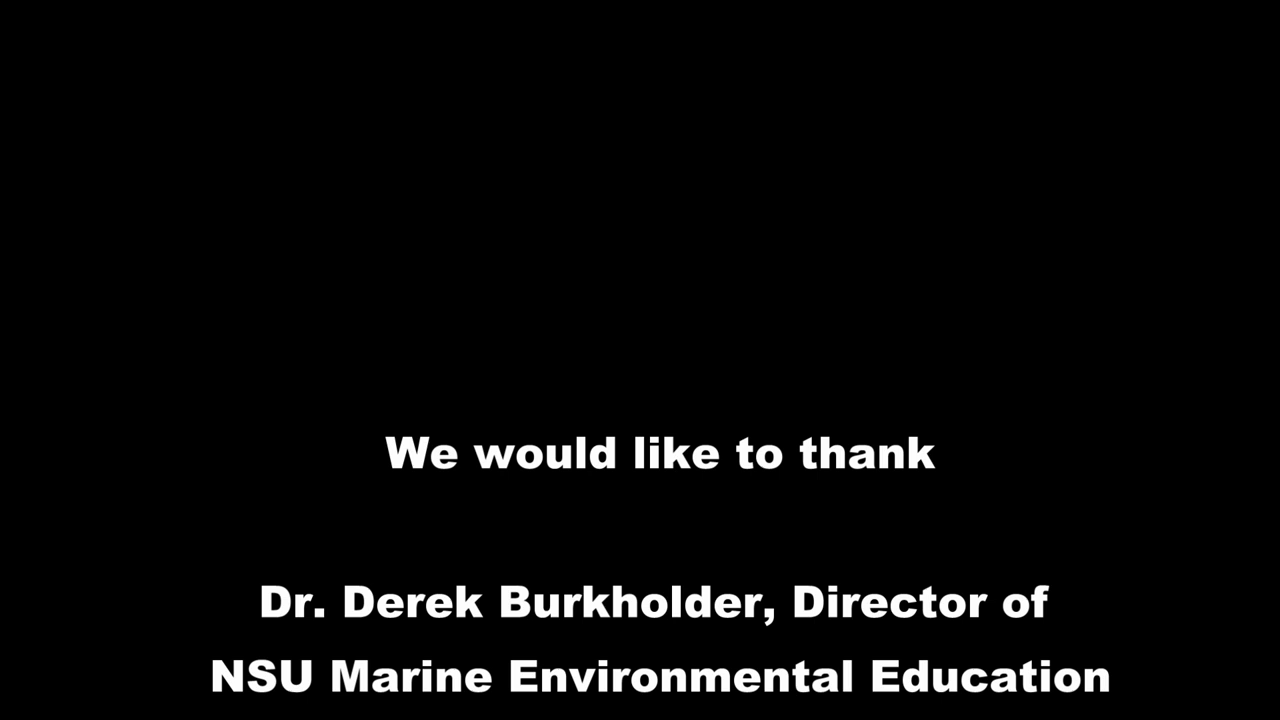 We would like to thank
Dr. Derek Burkholder, Director of
NSU Marine Environmental Education